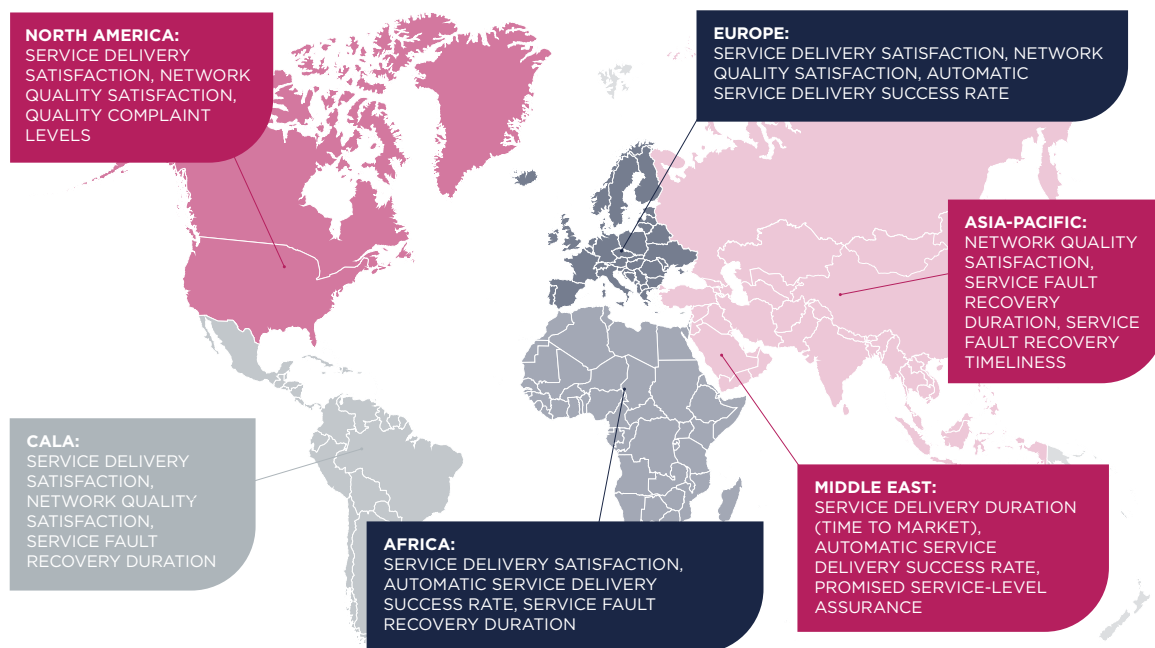 NORTH AMERICA:
SERVICE DELIVERY
SATISFACTION, NETWORK
QUALITY SATISFACTION,
QUALITY COMPLAINT
LEVELS
EUROPE:
SERVICE DELIVERY SATISFACTION, NETWORK
QUALITY SATISFACTION, AUTOMATIC
SERVICE DELIVERY SUCCESS RATE
ASIA-PACIFIC:
NETWORK QUALITY
SATISFACTION,
SERVICE FAULT
RECOVERY
DURATION, SERVICE
FAULT RECOVERY
TIMELINESS
CALA:
SERVICE DELIVERY
SATISFACTION,
NETWORK QUALITY
SATISFACTION,
SERVICE FAULT
RECOVERY DURATION
AFRICA:
SERVICE DELIVERY SATISFACTION,
AUTOMATIC SERVICE DELIVERY
SUCCESS RATE, SERVICE FAULT
RECOVERY DURATION
MIDDLE EAST:
SERVICE DELIVERY DURATION
(TIME TO MARKET),
AUTOMATIC SERVICE
DELIVERY SUCCESS RATE,
PROMISED SERVICE-LEVEL
ASSURANCE